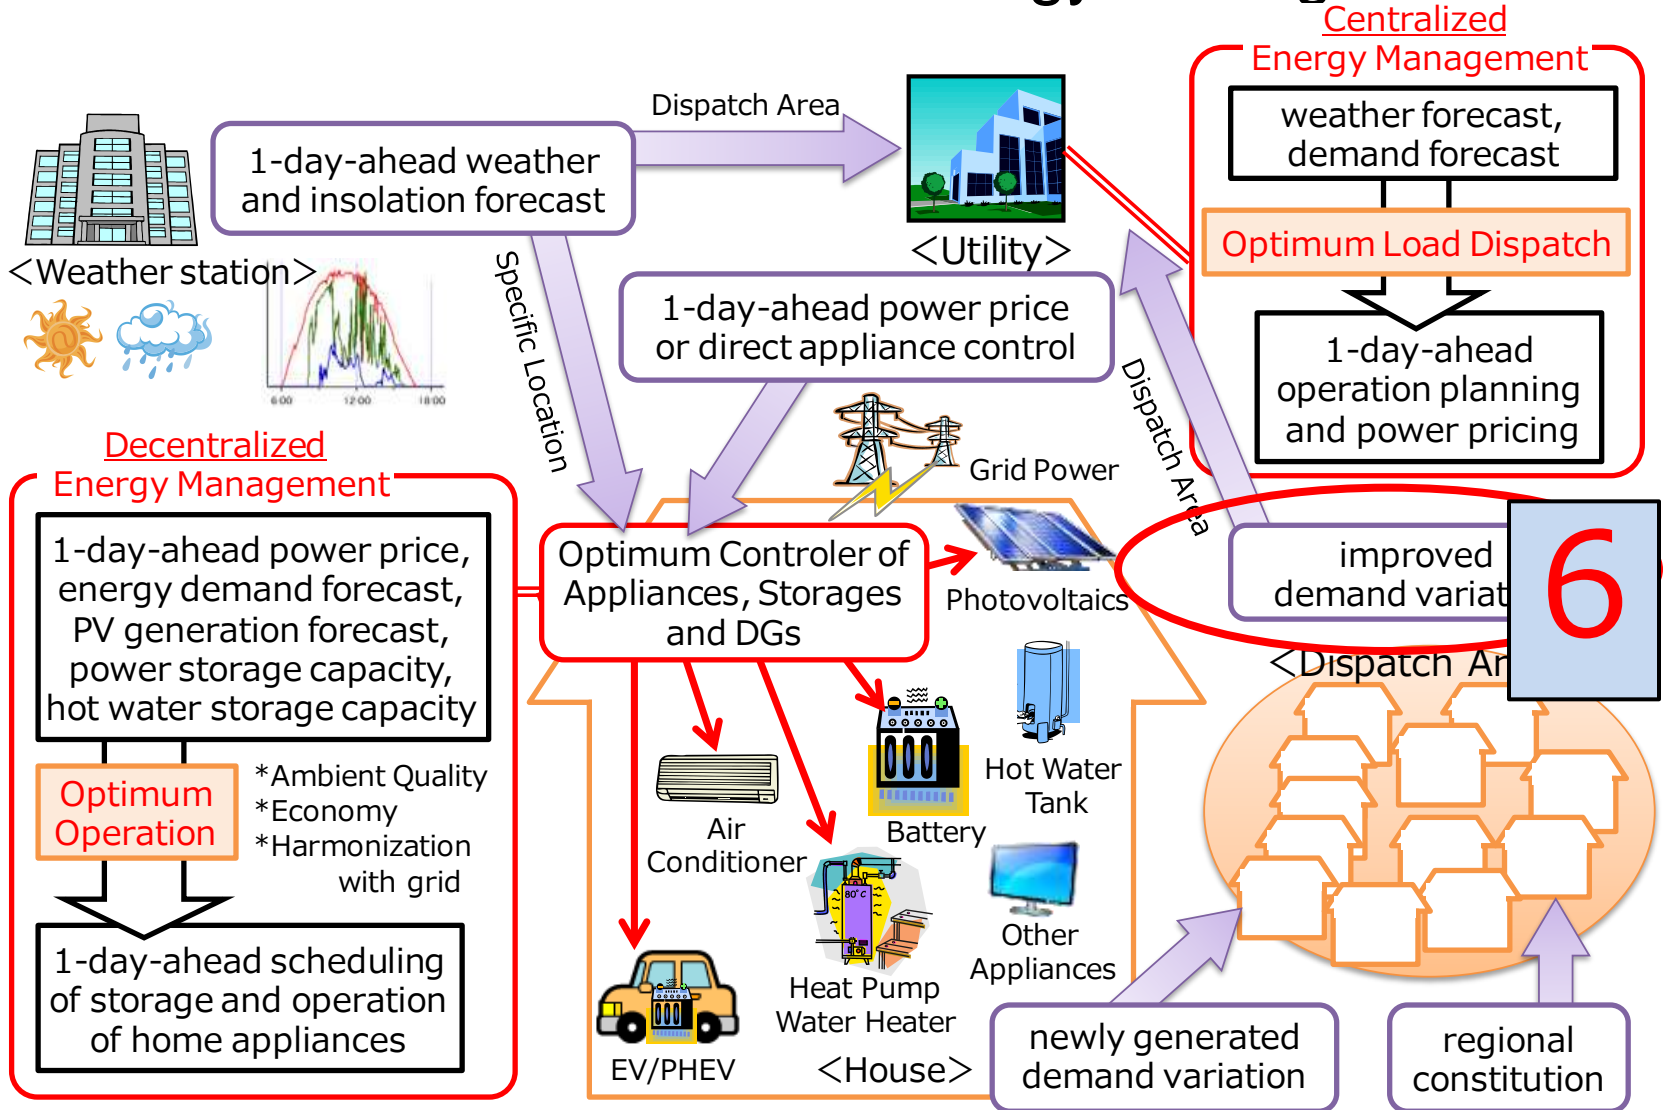 Centralized
Energy Management
weather forecast,
demand forecast
Optimum Load Dispatch
1-day-ahead
operation planning
and power pricing
Dispatch Area
1-day-ahead weather
and insolation forecast
<Weather station>
6:00 12:00 18:00
Specific Location
<Utility>
1-day-ahead power price
or direct appliance control
Dispatch Area
Grid Power
Decentralized
Energy Management
1-day-ahead power price,
energy demand forecast,
PV generation forecast,
power storage capacity,
hot water storage capacity
Optimum
Operation
*Ambient Quality
*Economy
*Harmonization
with grid
1-day-ahead scheduling
of storage and operation
of home appliances
Optimum Controler of
Appliances, Storages
and DGs
Photovoltaics
Hot Water
Tank
Battery
Air
Conditioner
80°C
Heat Pump
Water Heater
Other
Appliances
EV/PHEV
<House>
improved
demand
6
<Dispatch
newly generated
demand variation
regional
constitution